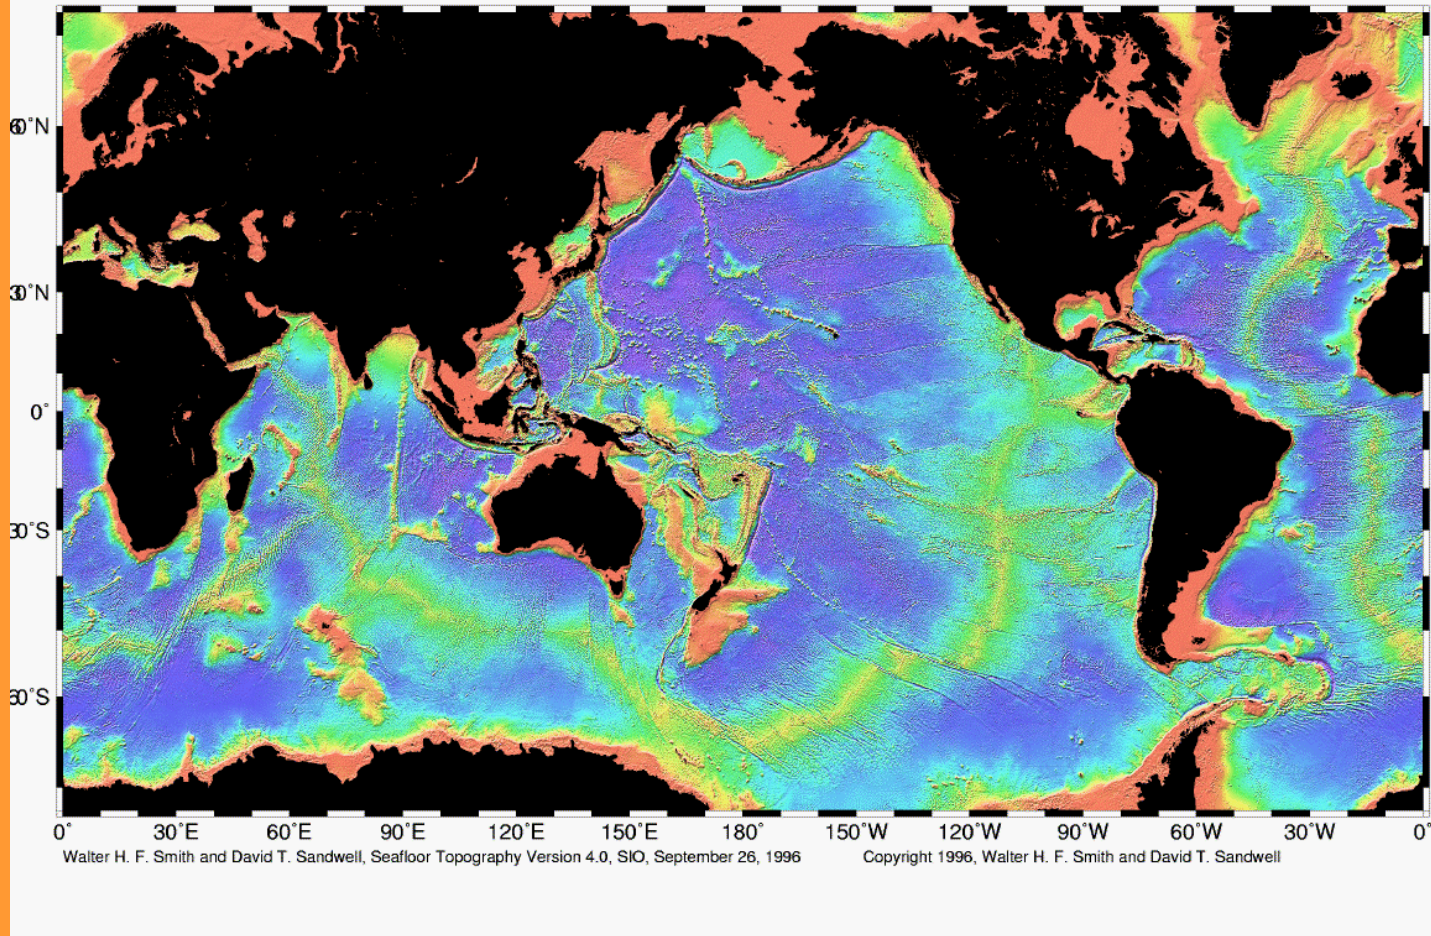 60°N
30°N
0°
30°S
60°S
0° 30°E 60°E 90°E 120°E 150°E 180° 150°W 120°W 90°W 60°W 30°W 0°
Walter H. F. Smith and David T. Sandwell, Seafloor Topography Version 4.0, SIO, September 26, 1996 Copyright 1996, Walter H. F. Smith and David T. Sandwell